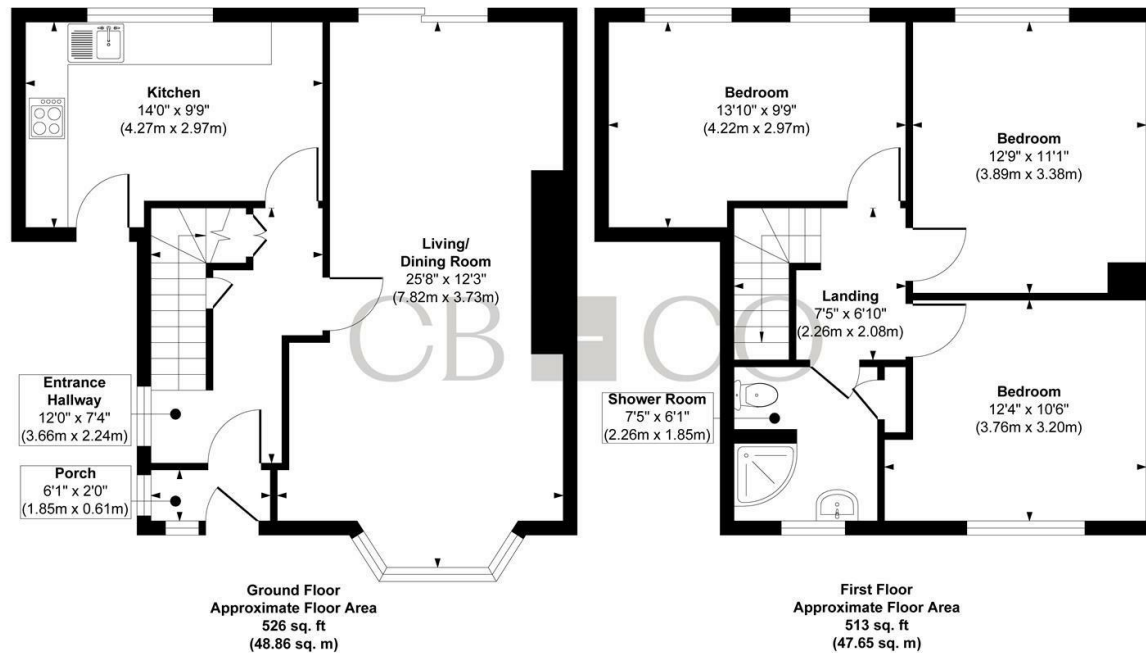 Kitchen
14'0" x 9'9"
(4.27m x 2.97m)
Living/
Dining Room
25'8" x 12'3"
(7.82m x 3.73m)
Entrance
Hallway
12'0" x 7'4"
(3.66m x 2.24m)
Porch
6'1" x 2'0"
(1.85m x 0.61m)
Ground Floor
Approximate Floor Area
526 sq. ft
(48.86 sq. m)
Bedroom
13'10" x 9'9"
(4.22m x 2.97m)
Bedroom
12'9" x 11'1"
(3.89m x 3.38m)
Landing
7'5" x 6'10"
(2.26m x 2.08m)
Shower Room
7'5" x 6'1"
(2.26m x 1.85m)
Bedroom
12'4" x 10'6"
(3.76m x 3.20m)
First Floor
Approximate Floor Area
513 sq. ft
(47.65 sq. m)
CB + CO